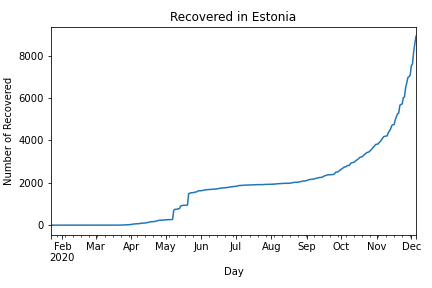 Recovered in Estonia
Number of Recovered
8000
6000
4000
2000
0
Feb Mar Apr May Jun Jul Aug Sep Oct Nov Dec
2020
Day